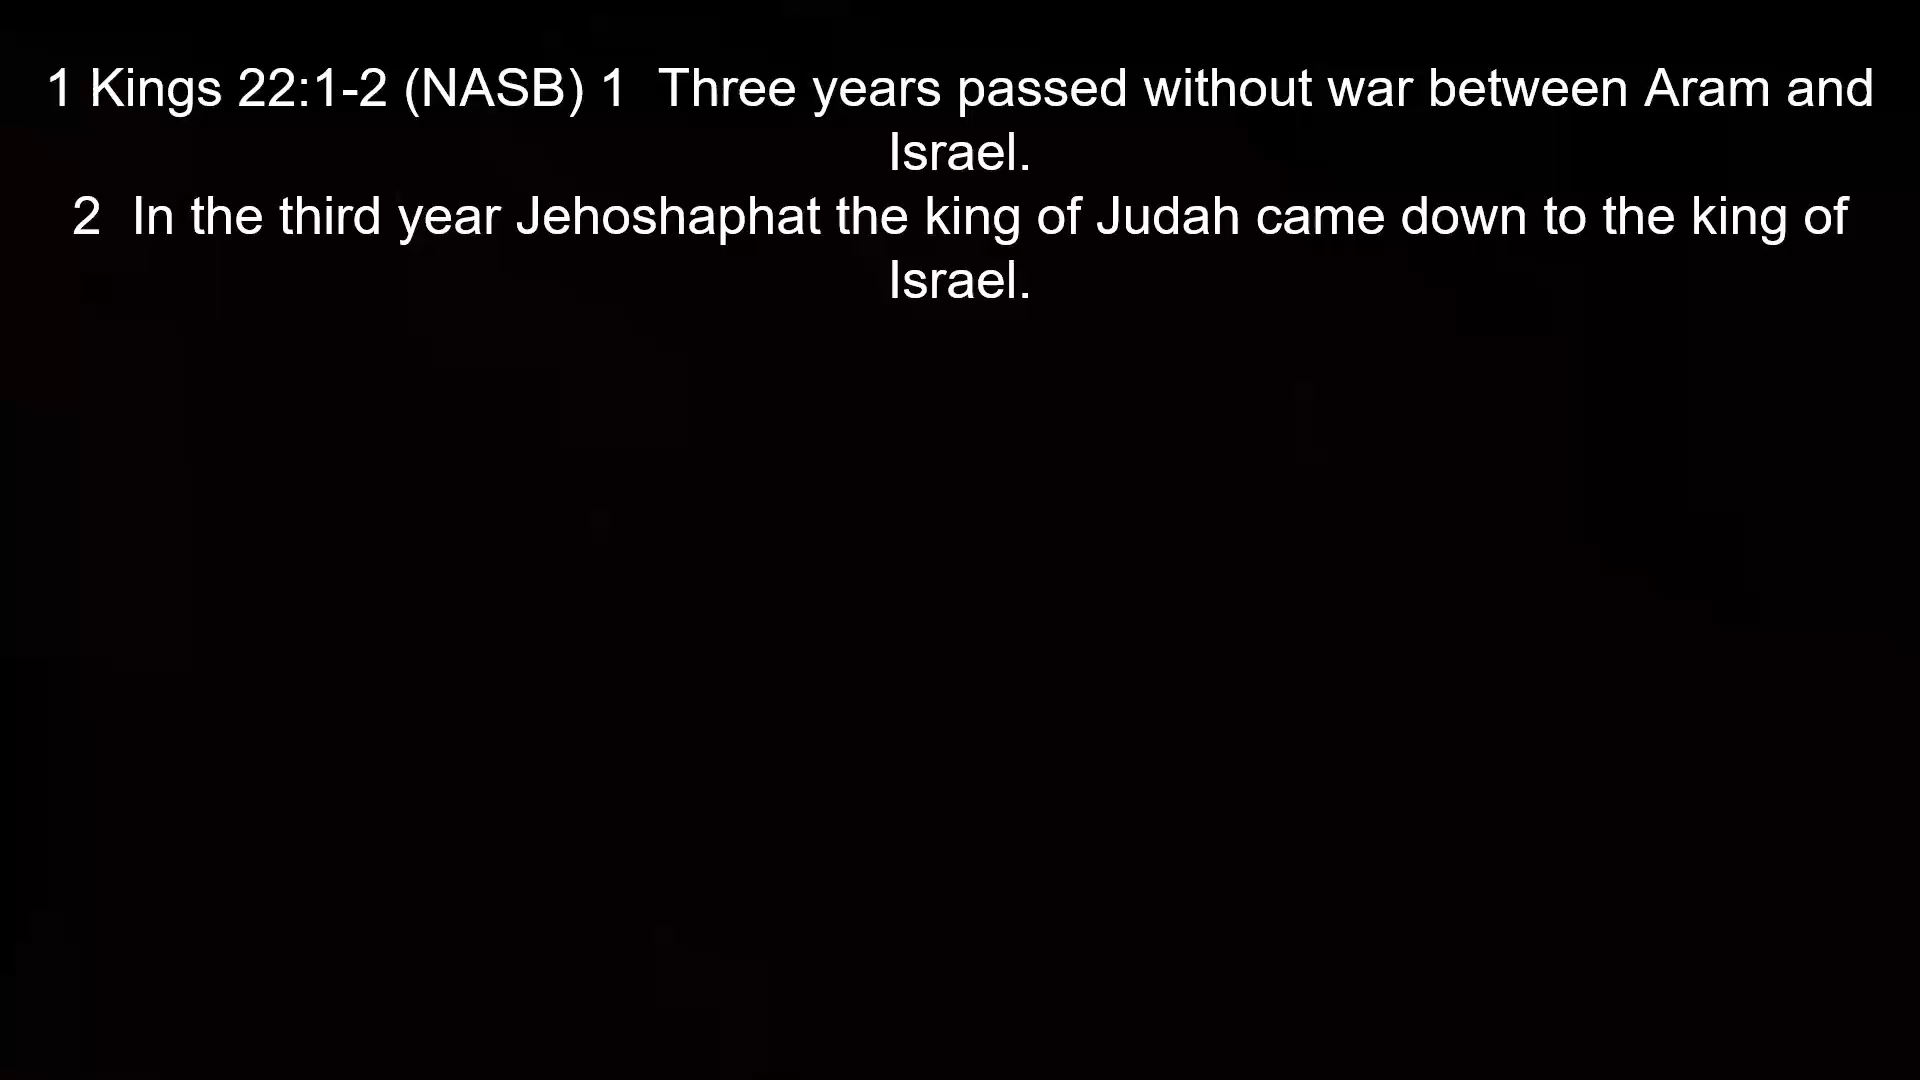 1 Kings 22:1-2 (NASB) 1  Three years passed without war between Aram and
Israel.
2  In the third year Jehoshaphat the king of Judah came down to the king of
Israel.